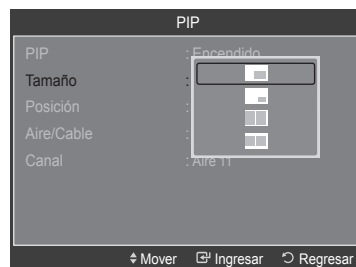 PIP
PIP : Encendido
Tamaño :
Posición :
Aire/Cable :
Canal : Aire 11
Mover Ingresar Regresar